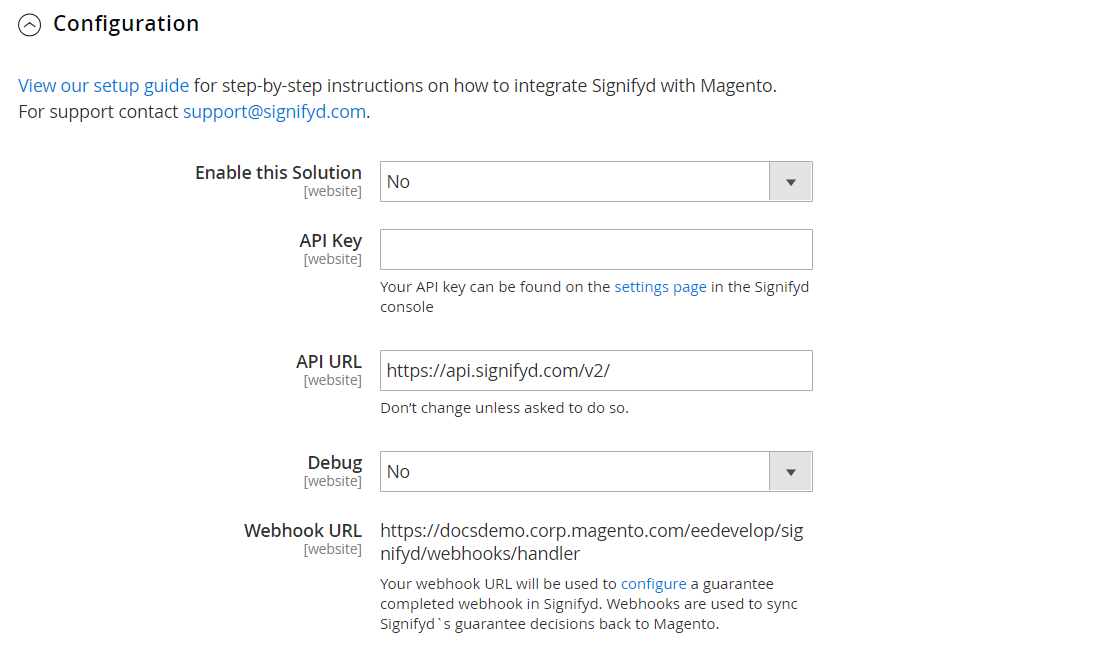 Configuration
View our setup guide for step-by-step instructions on how to integrate Signifyd with Magento.
For support contact support@signifyd.com.
Enable this Solution
[website]
No
API Key
[website]
Your API key can be found on the settings page in the Signifyd
console
API URL
[website]
https://api.signifyd.com/v2/
Don’t change unless asked to do so.
Debug
[website]
No
Webhook URL
[website]
https://docsdemo.corp.magento.com/eedevelop/sig
nifyd/webhooks/handler
Your webhook URL will be used to configure a guarantee
completed webhook in Signifyd. Webhooks are used to sync
Signifyd`s guarantee decisions back to Magento.